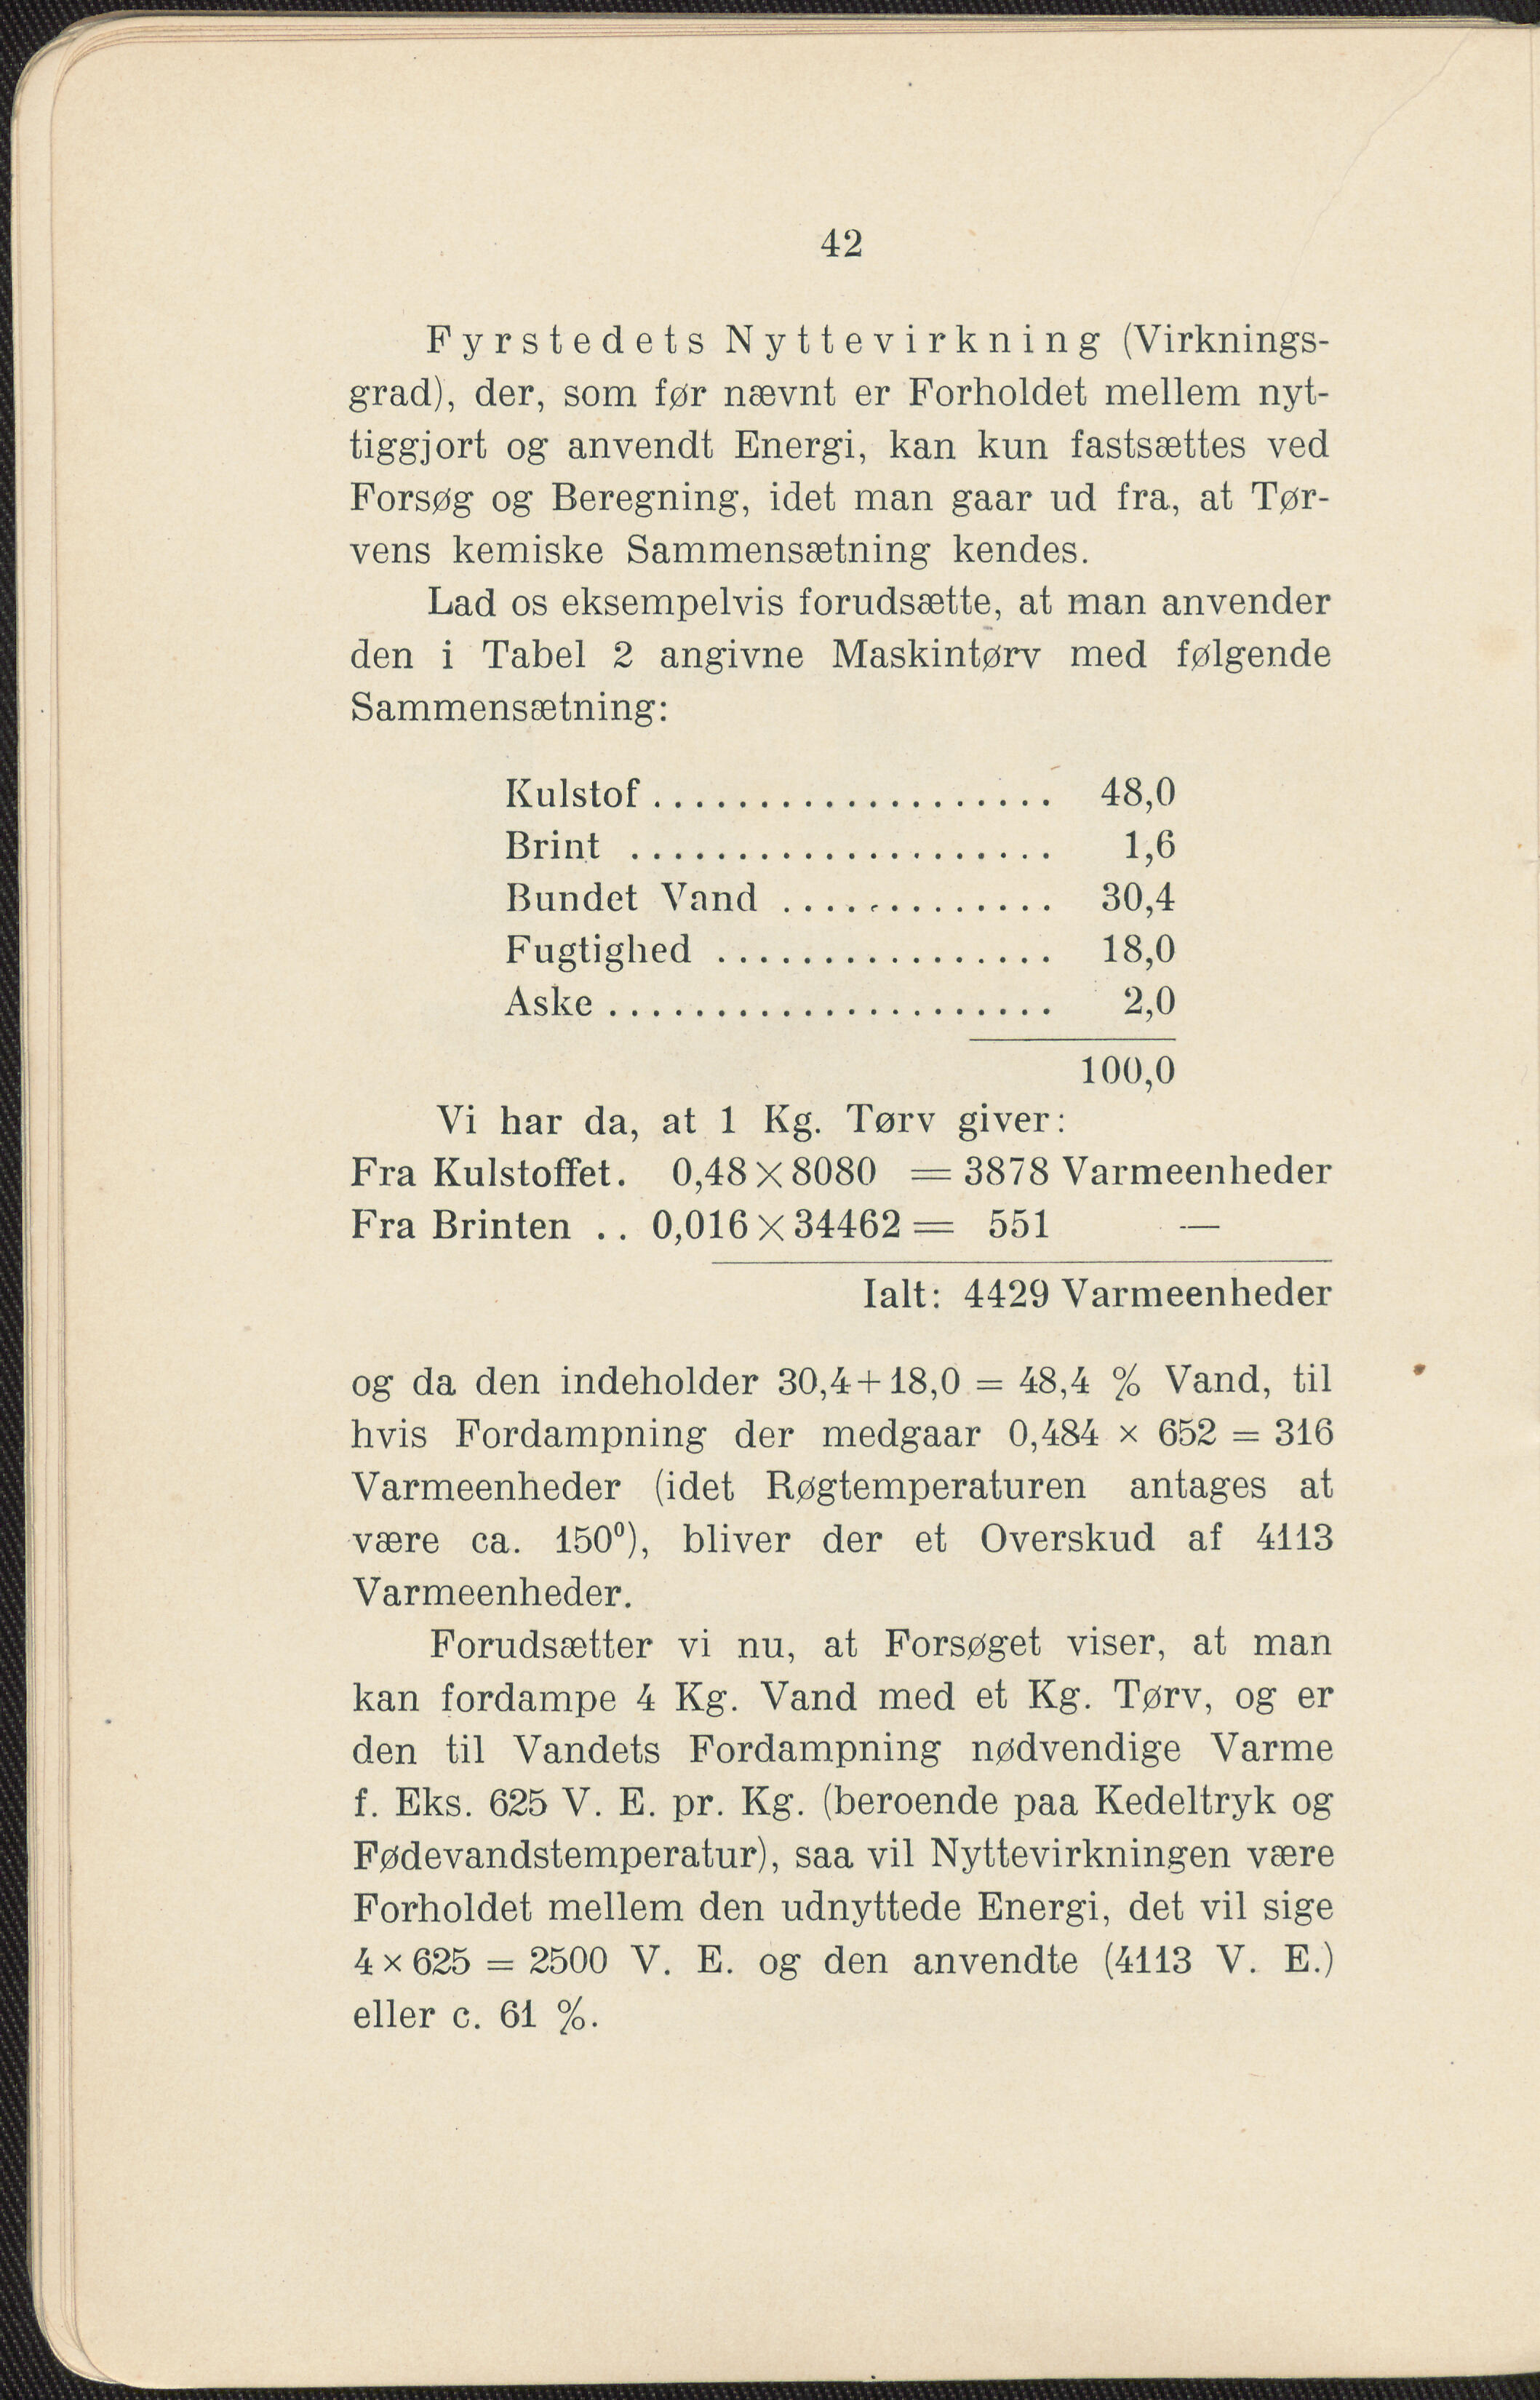 42
Fyrstedets Nyttevirkning (Virknings-
grad), der, som før nævnt er Forholdet mellem nyt-
tiggjort og anvendt Energi, kan kun fastsættes ved
Forsøg og Beregning, idet man gaar ud fra, at Tør-
vens kemiske Sammensætning kendes.
Lad os eksempelvis forudsætte, at man anvender
den i Tabel 2 angivne Maskintørv med følgende
Sammensætning:
Kulstof................... 48,0
Brint .................... 1,6
Bundet Vand ............. 30,4
Fugtighed ................ 18,0
Aske..................... 2,0
100,0
Vi har da, at 1 Kg. Tørv giver:
Fra Kulstoffet. 0,48×8080 = 3878 Varmeenheder
Fra Brinten .. 0,016×34462 = 551 —
Ialt: 4429 Varmeenheder
og da den indeholder 30,4+18,0 = 48,4 % Vand, til
hvis Fordampning der medgaar 0,484 × 652 = 316
Varmeenheder (idet Røgtemperaturen antages at
være ca. 150⁰), bliver der et Overskud af 4113
Varmeenheder.
Forudsætter vi nu, at Forsøget viser, at man
kan fordampe 4 Kg. Vand med et Kg. Tørv, og er
den til Vandets Fordampning nødvendige Varme
f. Eks. 625 V. E. pr. Kg. (beroende paa Kedeltryk og
Fødevandstemperatur), saa vil Nyttevirkningen være
Forholdet mellem den udnyttede Energi, det vil sige
4×625 = 2500 V. E. og den anvendte (4113 V. E.)
eller c. 61 %.